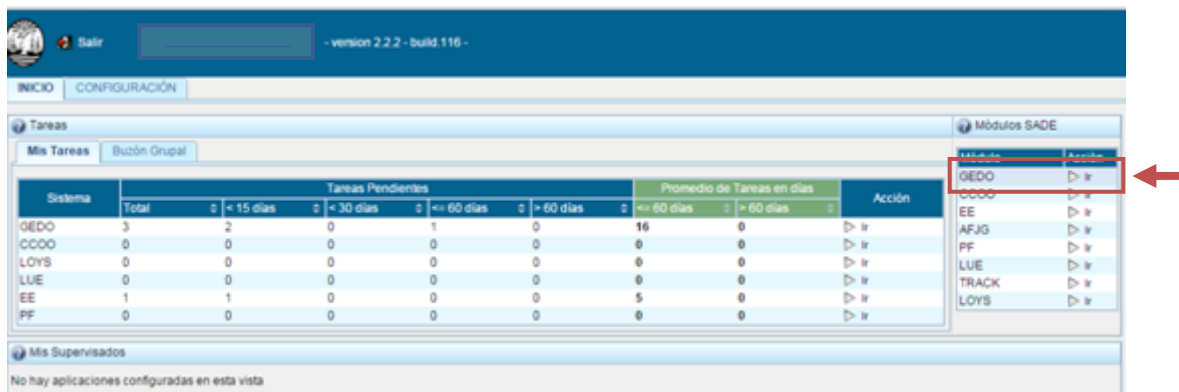 Salir - version 2.2.2 - build.116 -
INICIO CONFIGURACIÓN
Tareas
Mis Tareas Buzón Grupal
Sistema Tareas Pendientes Promedio de Tareas en días Acción
Total < 15 días < 30 días <= 60 días > 60 días <= 60 días > 60 días
GEDO 3 2 0 1 0 16 0 Ir
CCOO 0 0 0 0 0 0 0 Ir
LOYS 0 0 0 0 0 0 0 Ir
LUE 0 0 0 0 0 0 0 Ir
EE 1 1 0 0 0 5 0 Ir
PF 0 0 0 0 0 0 0 Ir
Módulos SADE
Módulo Acción
GEDO Ir
CCOO Ir
EE Ir
AFJG Ir
PF Ir
LUE Ir
TRACK Ir
LOYS Ir
Mis Supervisados
No hay aplicaciones configuradas en esta vista